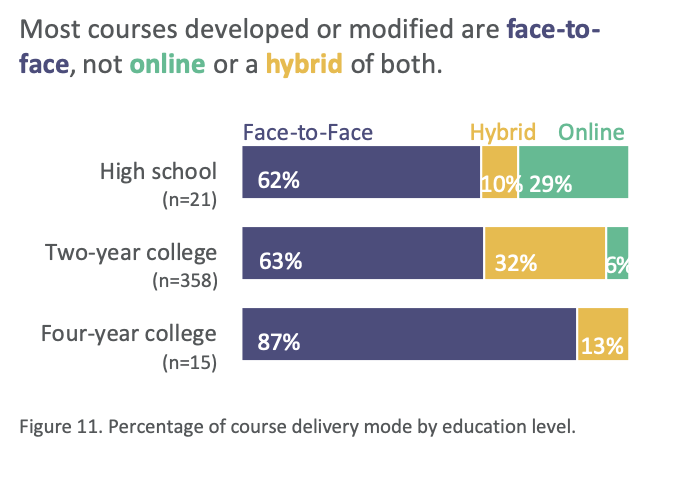 Most courses developed or modified are face-to-
face, not online or a hybrid of both.
Face-to-Face Hybrid Online
High school
(n=21)
62% 10% 29%
Two-year college
(n=358)
63% 32% 6%
Four-year college
(n=15)
87% 13%
Figure 11. Percentage of course delivery mode by education level.